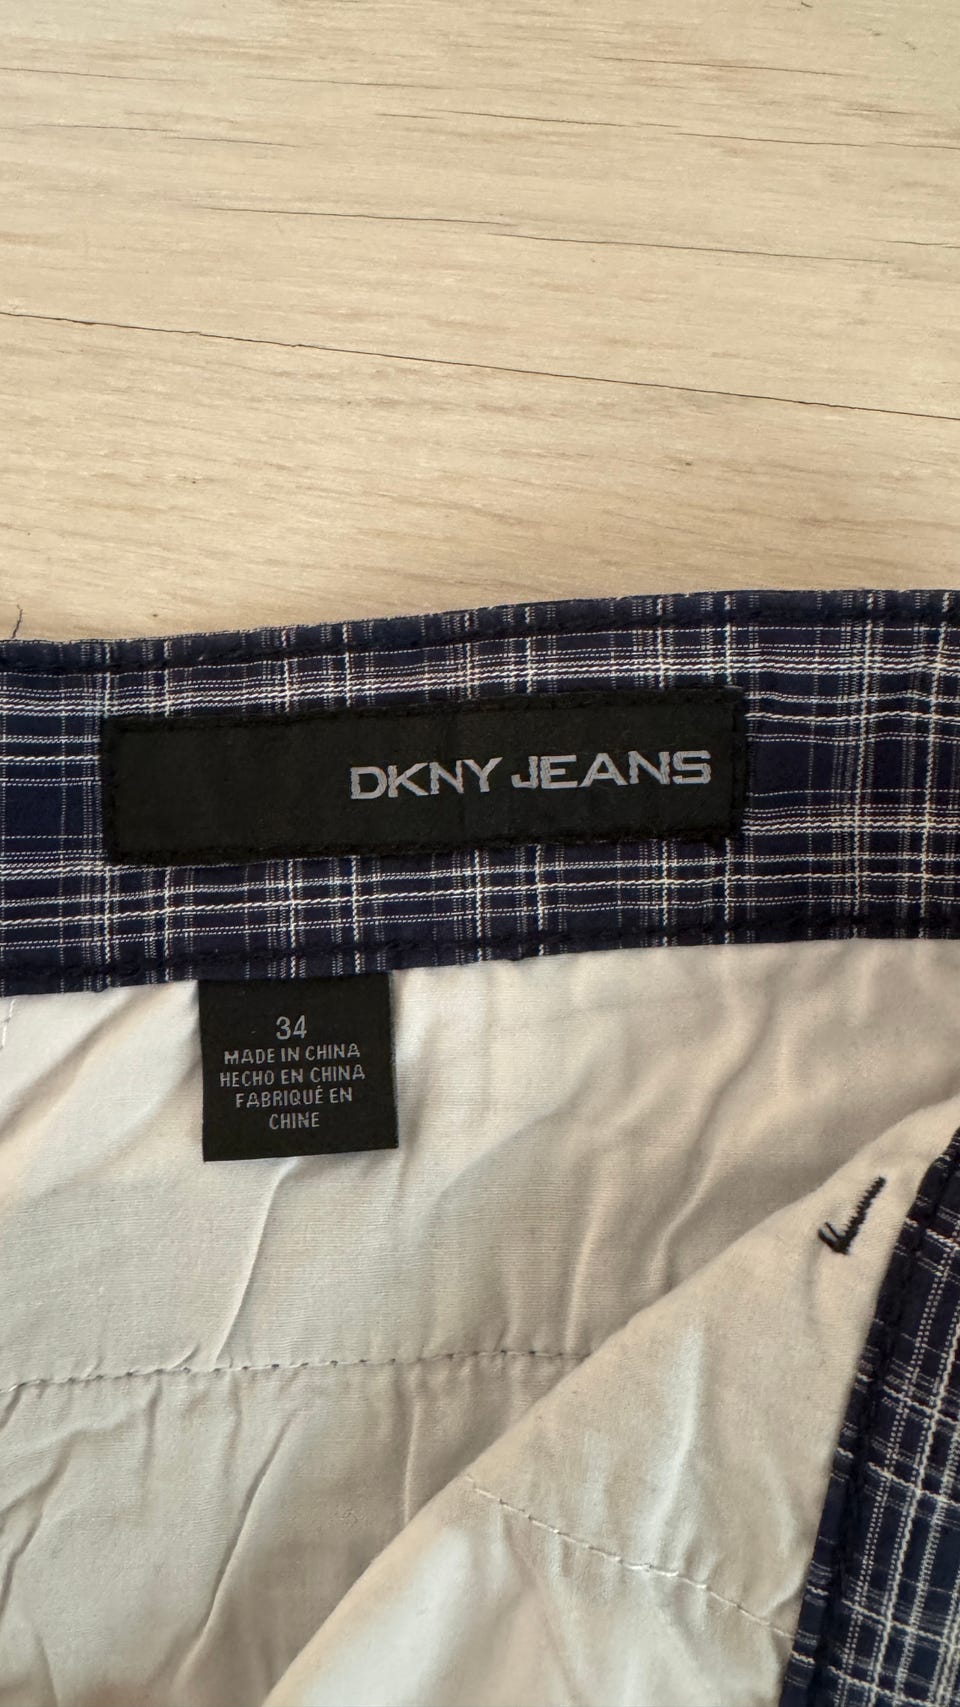 DKNY JEANS
34
MADE IN CHINA
HECHO EN CHINA
FABRIQUÉ EN
CHINE